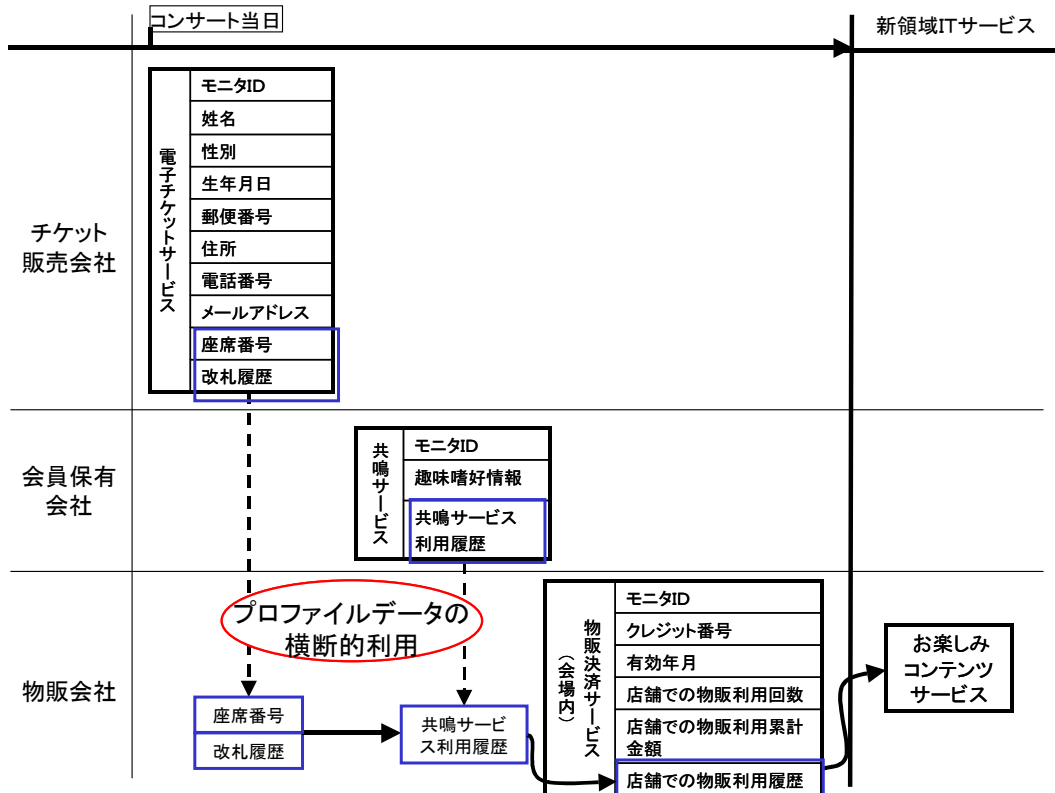 コンサート当日
新領域ITサービス
チケット
販売会社
電子チケットサービス
モニタID
姓名
性別
生年月日
郵便番号
住所
電話番号
メールアドレス
座席番号
改札履歴
会員保有
会社
共鳴サービス
モニタID
趣味嗜好情報
共鳴サービス
利用履歴
物販会社
プロファイルデータの
横断的利用
座席番号
改札履歴
共鳴サービ
ス利用履歴
物販決済サービス
（会場内）
モニタID
クレジット番号
有効年月
店舗での物販利用回数
店舗での物販利用累計
金額
店舗での物販利用履歴
お楽しみ
コンテンツ
サービス